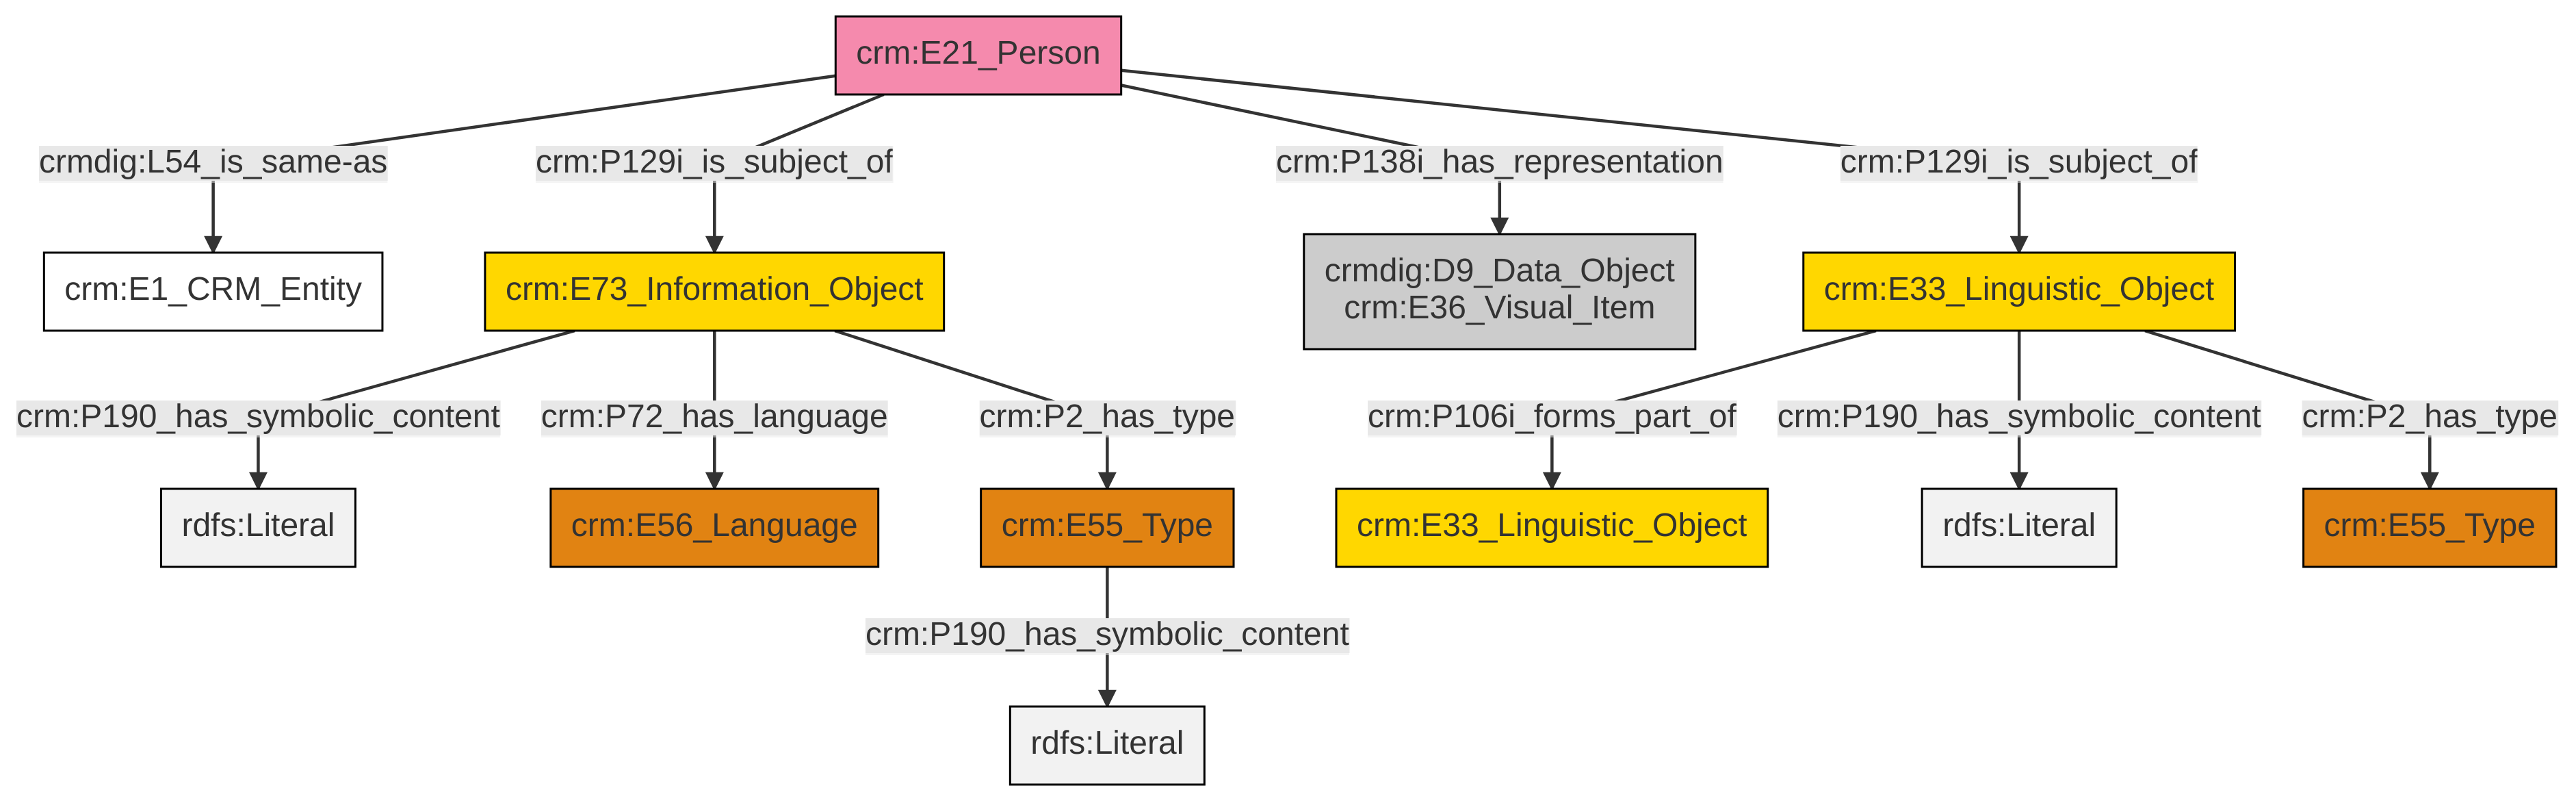 crm:E21_Person
crmdig:L54_is_same-as
crm:P129i_is_subject_of
crm:P138i_has_representation
crm:P129i_is_subject_of
crm:E1_CRM_Entity
crm:E73_Information_Object
crmdig:D9_Data_Object
crm:E36_Visual_Item
crm:E33_Linguistic_Object
crm:P190_has_symbolic_content
crm:P72_has_language
crm:P2_has_type
crm:P106i_forms_part_of
crm:P190_has_symbolic_content
crm:P2_has_type
rdfs:Literal
crm:E56_Language
crm:E55_Type
crm:E33_Linguistic_Object
rdfs:Literal
crm:E55_Type
crm:P190_has_symbolic_content
rdfs:Literal